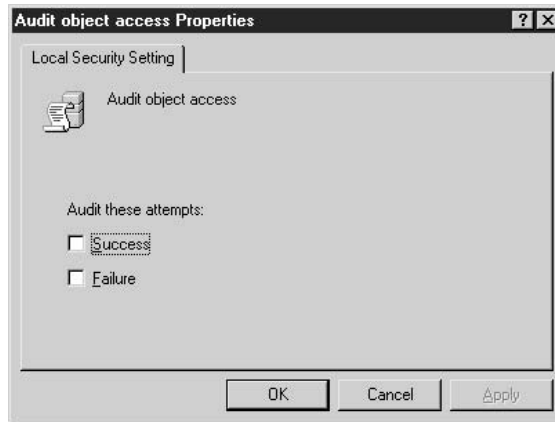 Audit object access Properties
Local Security Setting
Audit object access
Audit these attempts:
Success
Failure
OK Cancel Apply